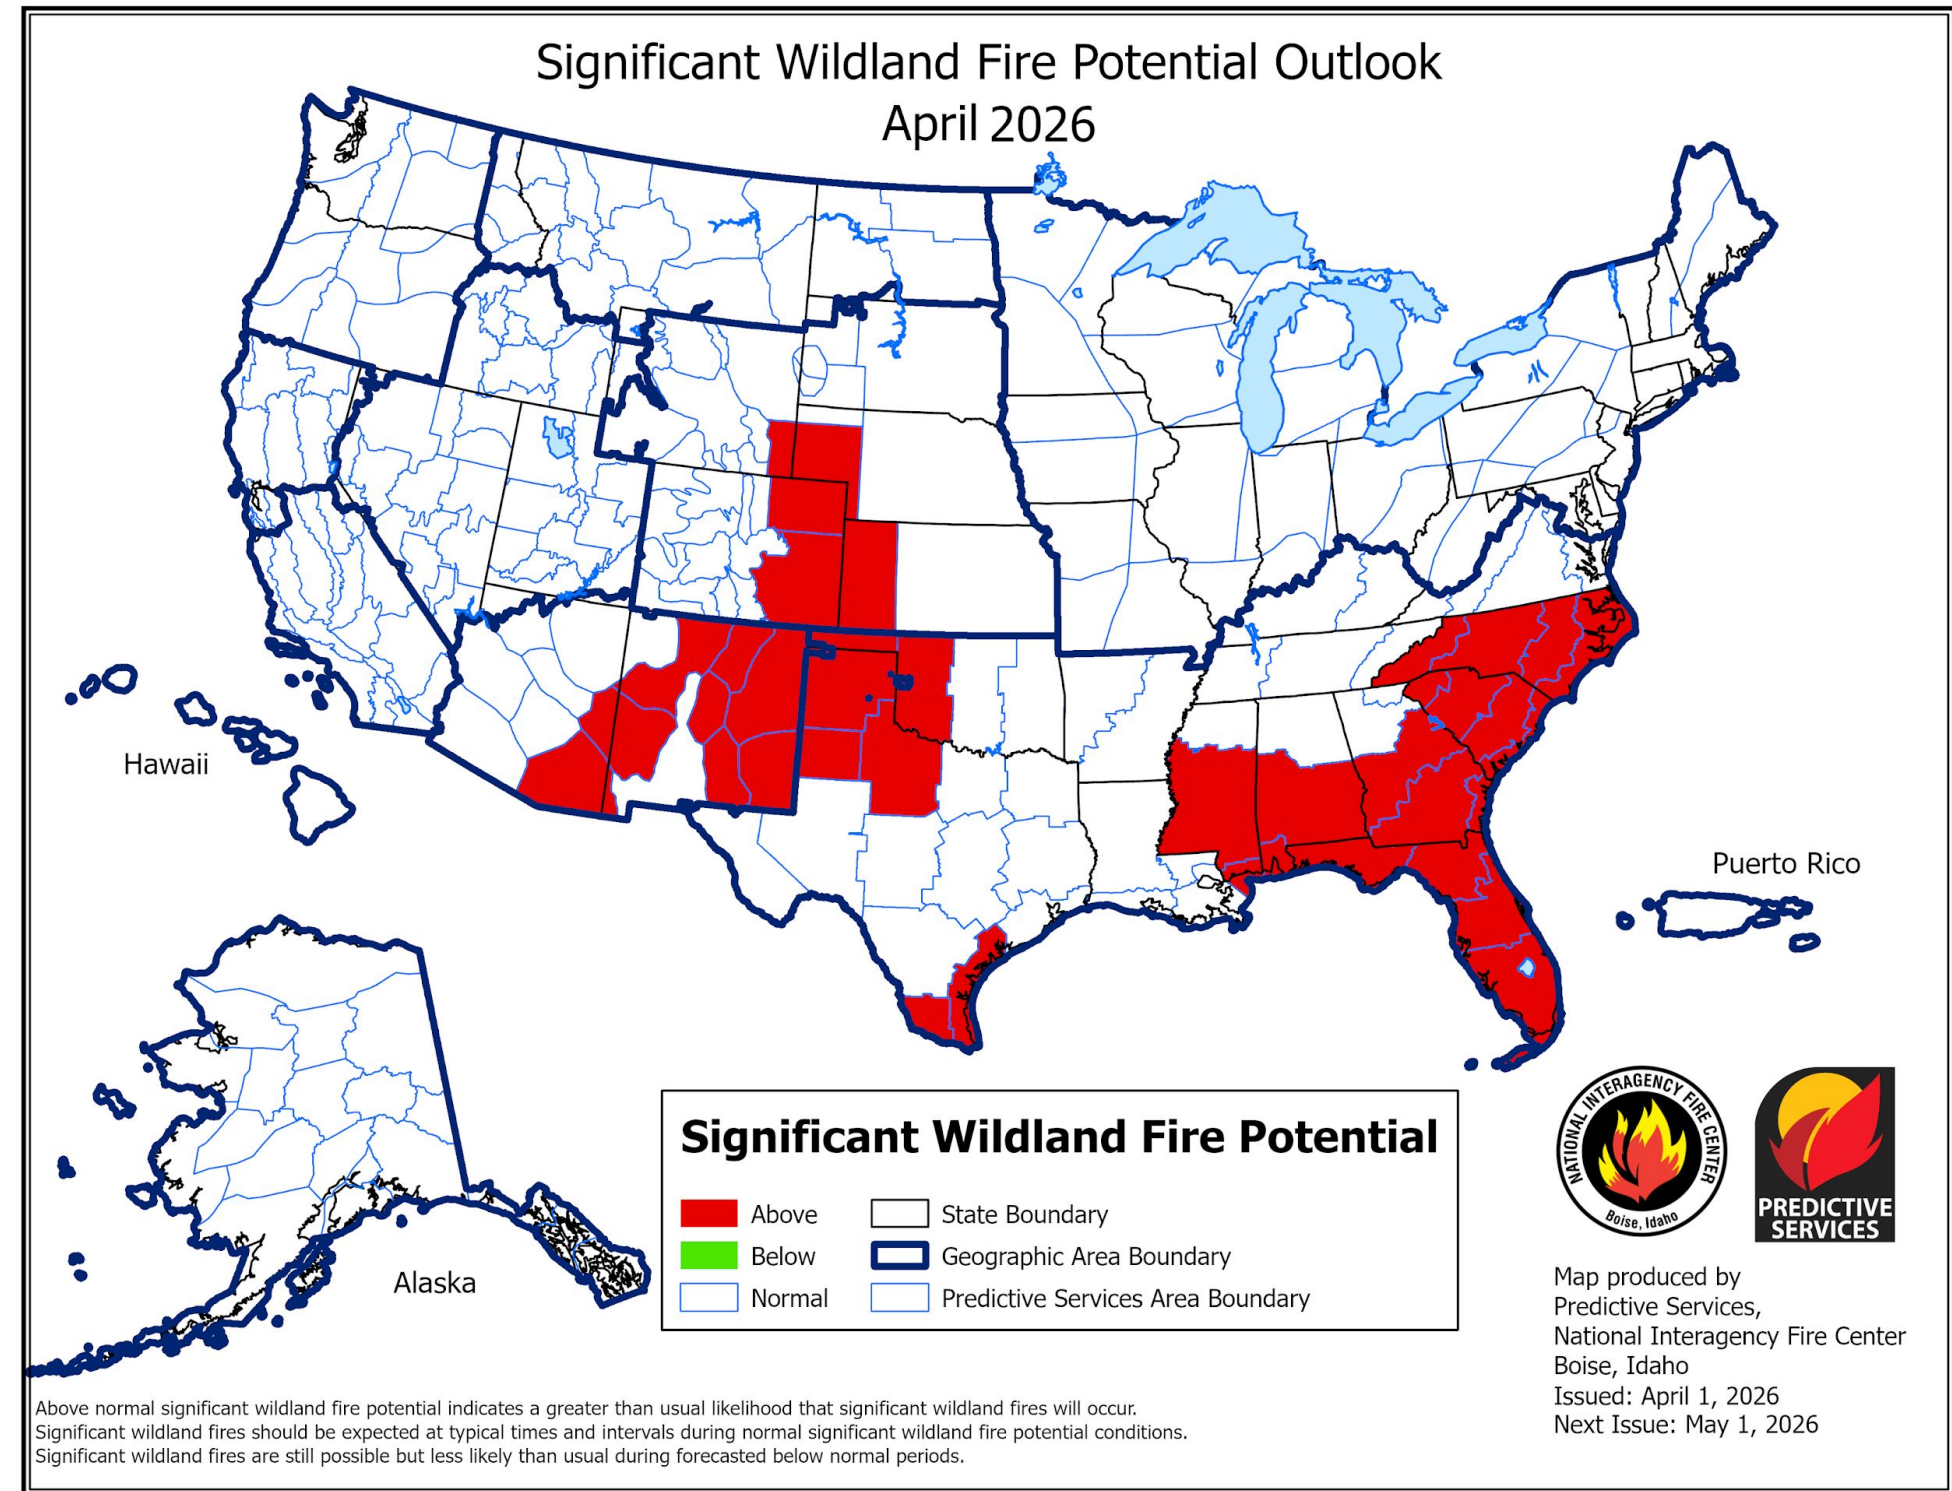 Significant Wildland Fire Potential Outlook
April 2026
Hawaii
Puerto Rico
Alaska
Significant Wildland Fire Potential
Above
State Boundary
Below
Geographic Area Boundary
Normal
Predictive Services Area Boundary
NATIONAL INTERAGENCY FIRE CENTER
Boise, Idaho
PREDICTIVE
SERVICES
Map produced by
Predictive Services,
National Interagency Fire Center
Boise, Idaho
Issued: April 1, 2026
Next Issue: May 1, 2026
Above normal significant wildland fire potential indicates a greater than usual likelihood that significant wildland fires will occur.
Significant wildland fires should be expected at typical times and intervals during normal significant wildland fire potential conditions.
Significant wildland fires are still possible but less likely than usual during forecasted below normal periods.